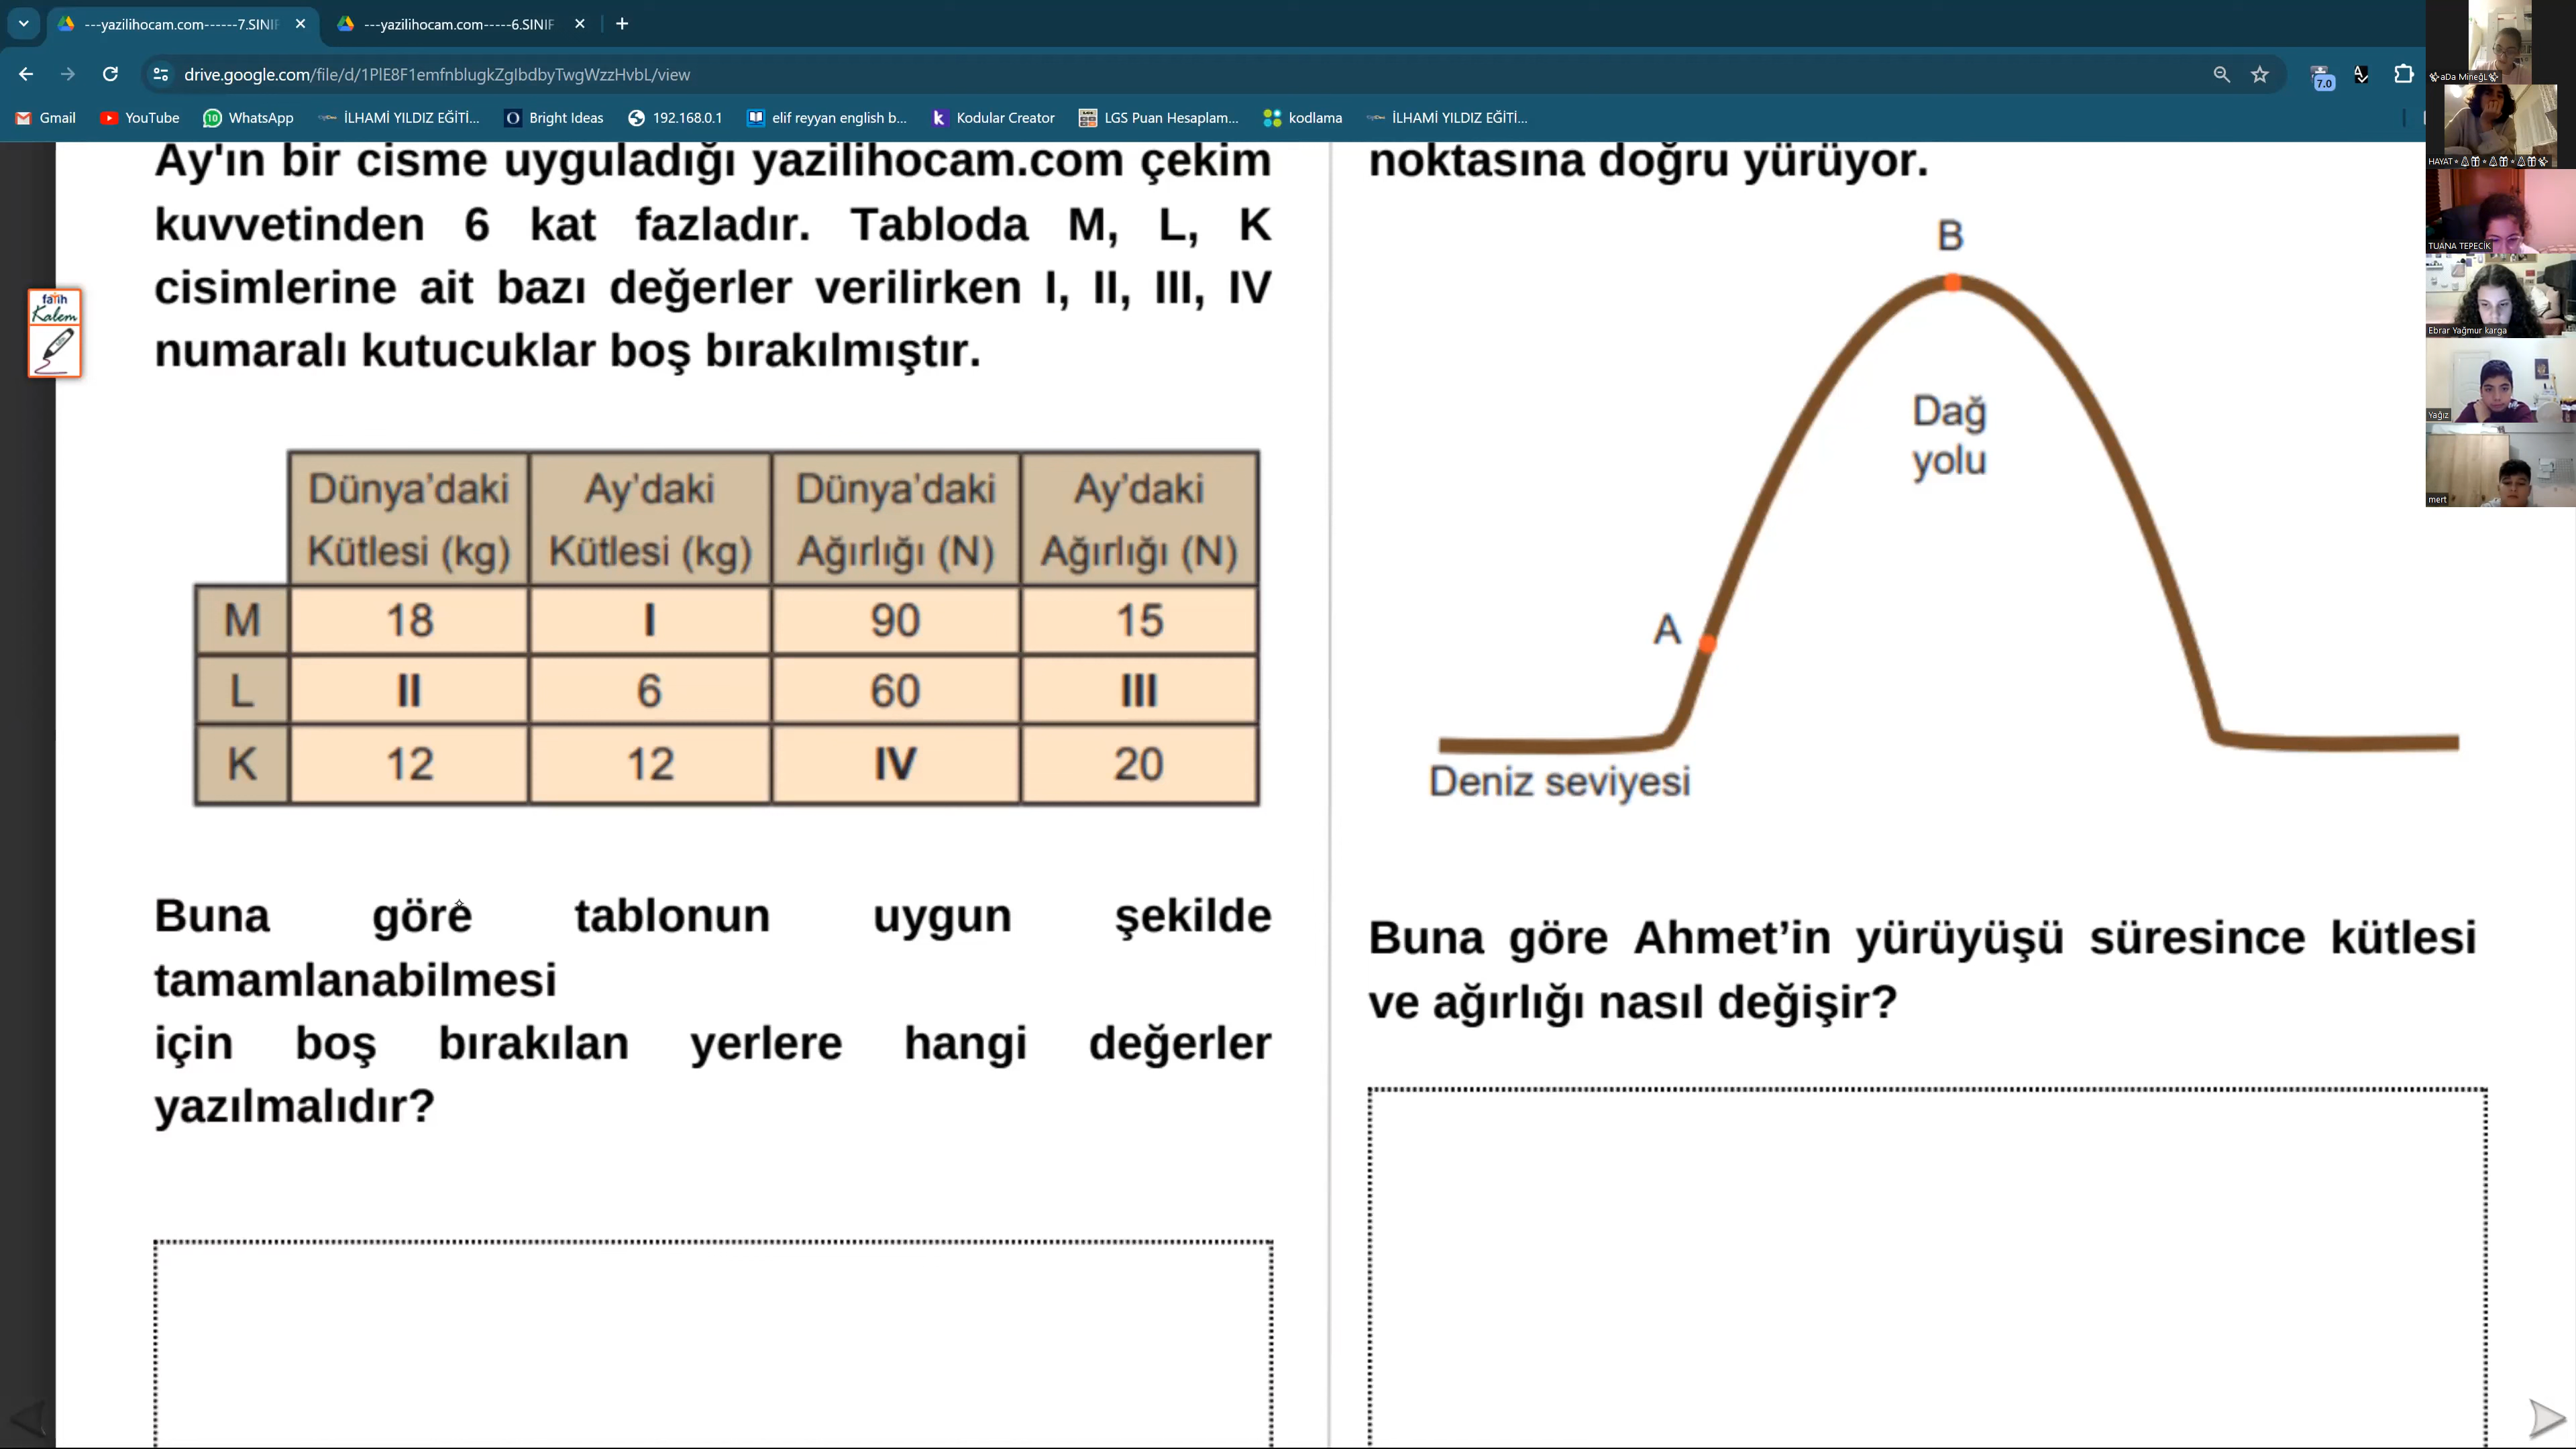 ---yazilihocam.com------7.SINIF
---yazilihocam.com-----6.SINIF
drive.google.com/file/d/1PlE8F1emfnblugkZgIbdbyTwgWzzHvbL/view
7.0
Gmail
YouTube
WhatsApp
İLHAMİ YILDIZ EĞİTİ...
Bright Ideas
192.168.0.1
elif reyyan english b...
Kodular Creator
LGS Puan Hesaplam...
kodlama
İLHAMİ YILDIZ EĞİTİ...
fatih
Kalem
Ay'ın bir cisme uyguladığı yazilihocam.com çekim
kuvvetinden 6 kat fazladır. Tabloda M, L, K
cisimlerine ait bazı değerler verilirken I, II, III, IV
numaralı kutucuklar boş bırakılmıştır.
Dünya'daki Kütlesi (kg) Ay'daki Kütlesi (kg) Dünya'daki Ağırlığı (N) Ay'daki Ağırlığı (N)
M 18 I 90 15
L II 6 60 III
K 12 12 IV 20
Buna göre tablonun uygun şekilde
tamamlanabilmesi
için boş bırakılan yerlere hangi değerler
yazılmalıdır?
noktasına doğru yürüyor.
B
Dağ
yolu
A
Deniz seviyesi
Buna göre Ahmet'in yürüyüşü süresince kütlesi
ve ağırlığı nasıl değişir?
aDa MineğL
HAYAT
TUANA TEPECİK
Ebrar Yağmur karga
Yağız
mert